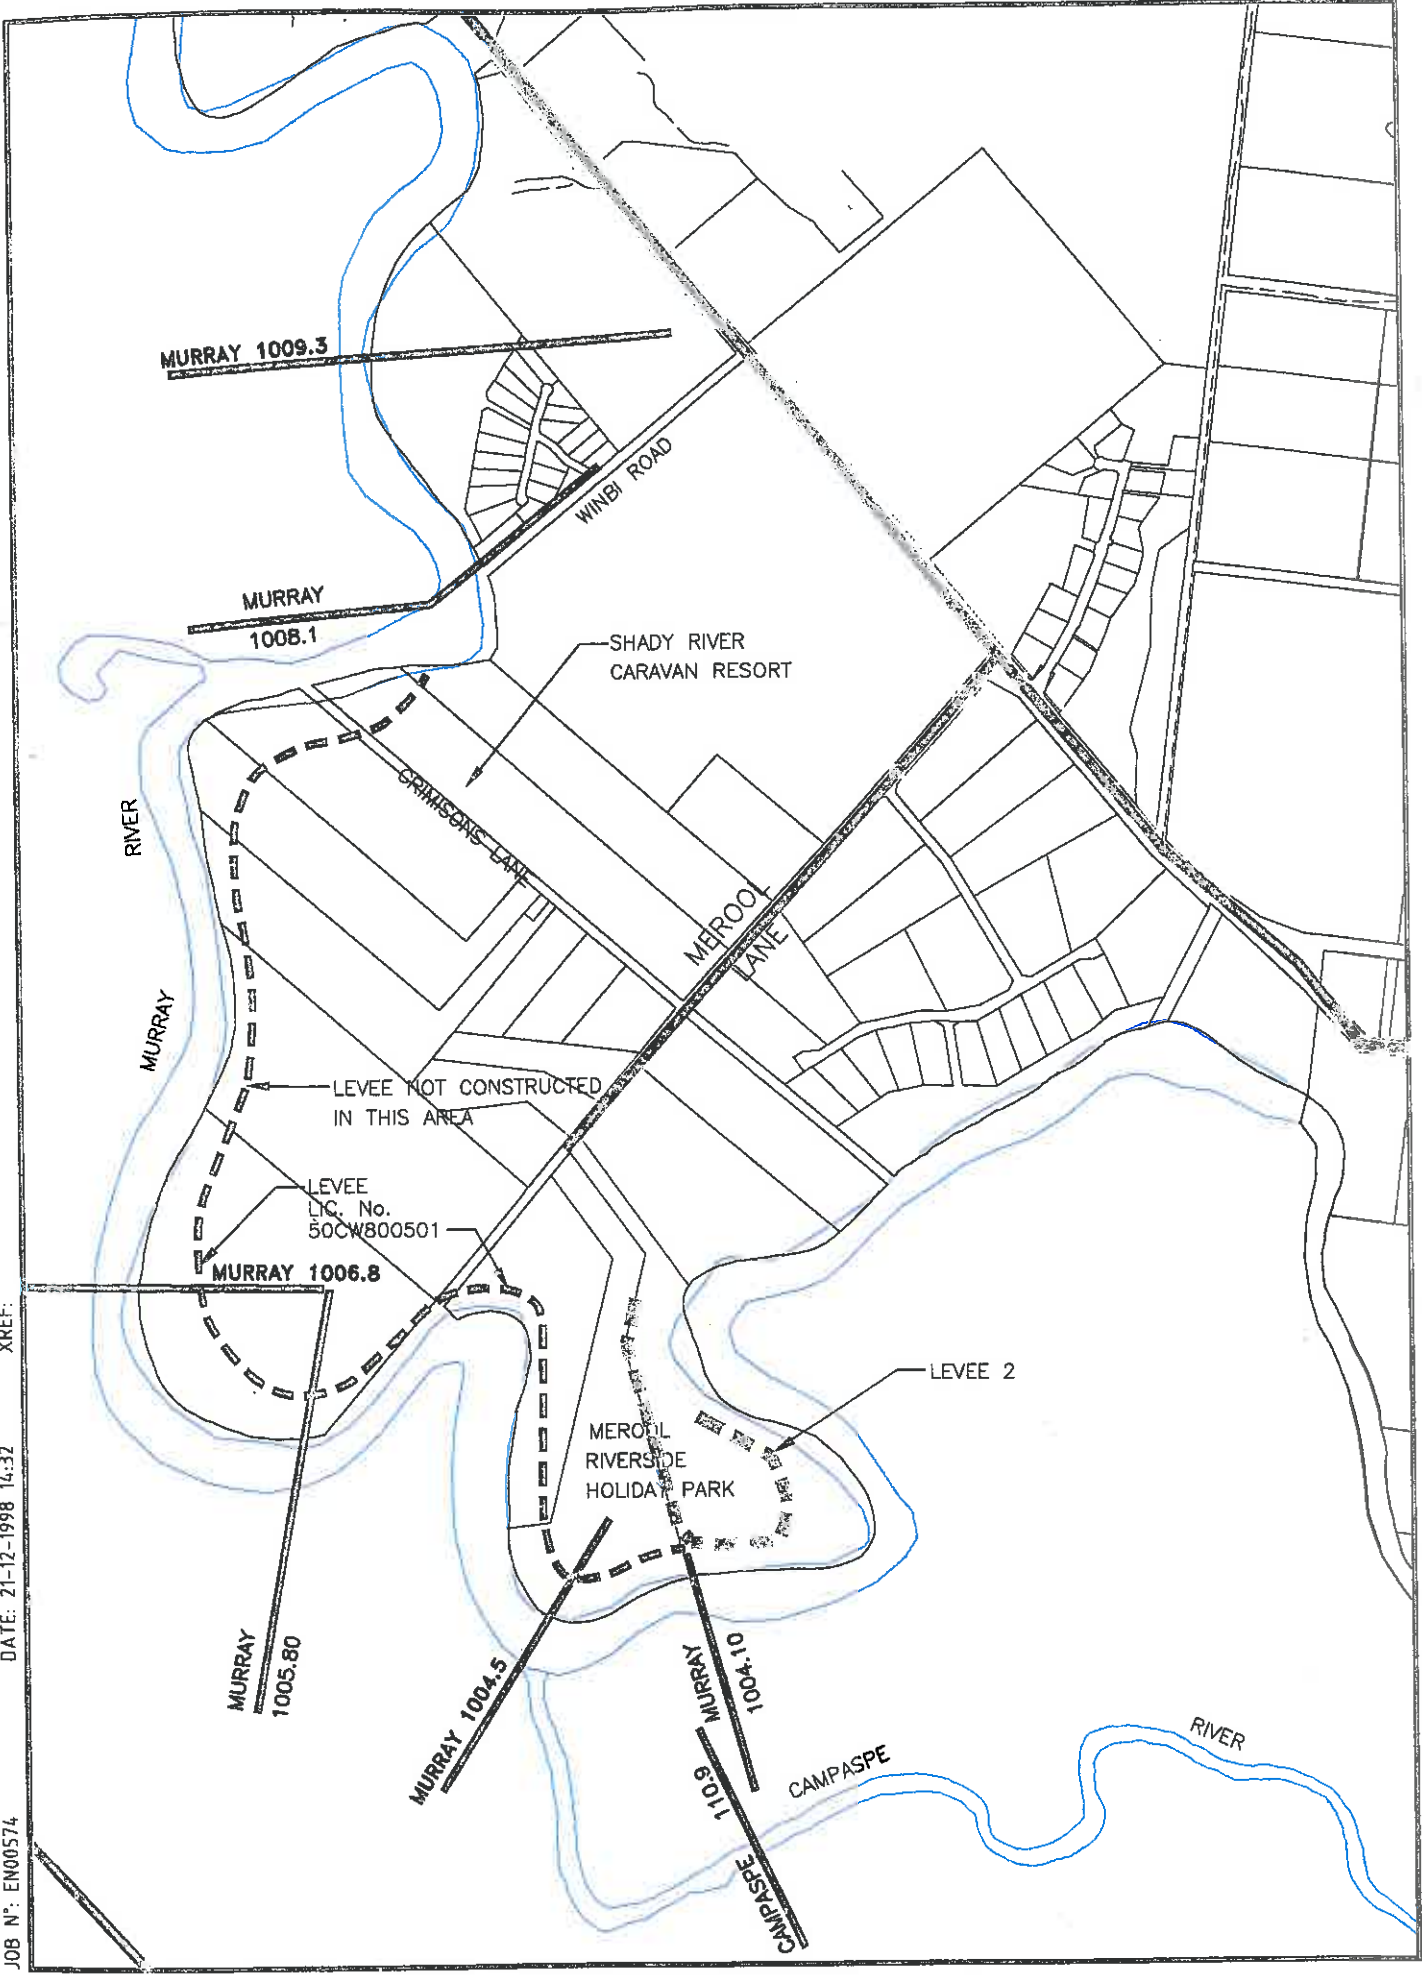 MURRAY 1009.3
WINBI ROAD
MURRAY
1008.1
SHADY RIVER
CARAVAN RESORT
RIVER
MURRAY
CRIMISONS LANE
MEROOL
LANE
LEVEE NOT CONSTRUCTED
IN THIS AREA
LEVEE
LIC. No.
50CW800501
MURRAY 1006.8
LEVEE 2
MEROOL
RIVERSIDE
HOLIDAY PARK
MURRAY
1005.80
MURRAY 1004.5
MURRAY
1004.10
CAMPASPE
110.9
CAMPASPE
RIVER
JOB Nº: EN00574
DATE: 21-12-1998 14:32
XREF: